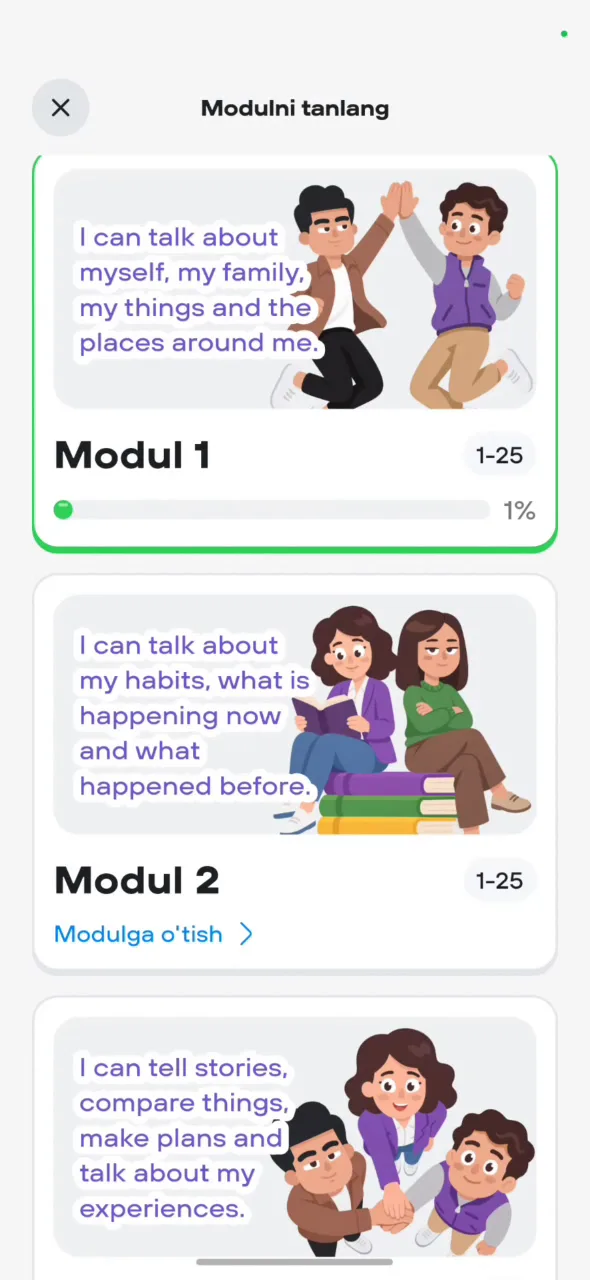 Modulni tanlang
I can talk about
myself, my family,
my things and the
places around me.
Modul 1
1-25
1%
I can talk about
my habits, what is
happening now
and what
happened before.
Modul 2
1-25
Modulga o'tish
I can tell stories,
compare things,
make plans and
talk about my
experiences.